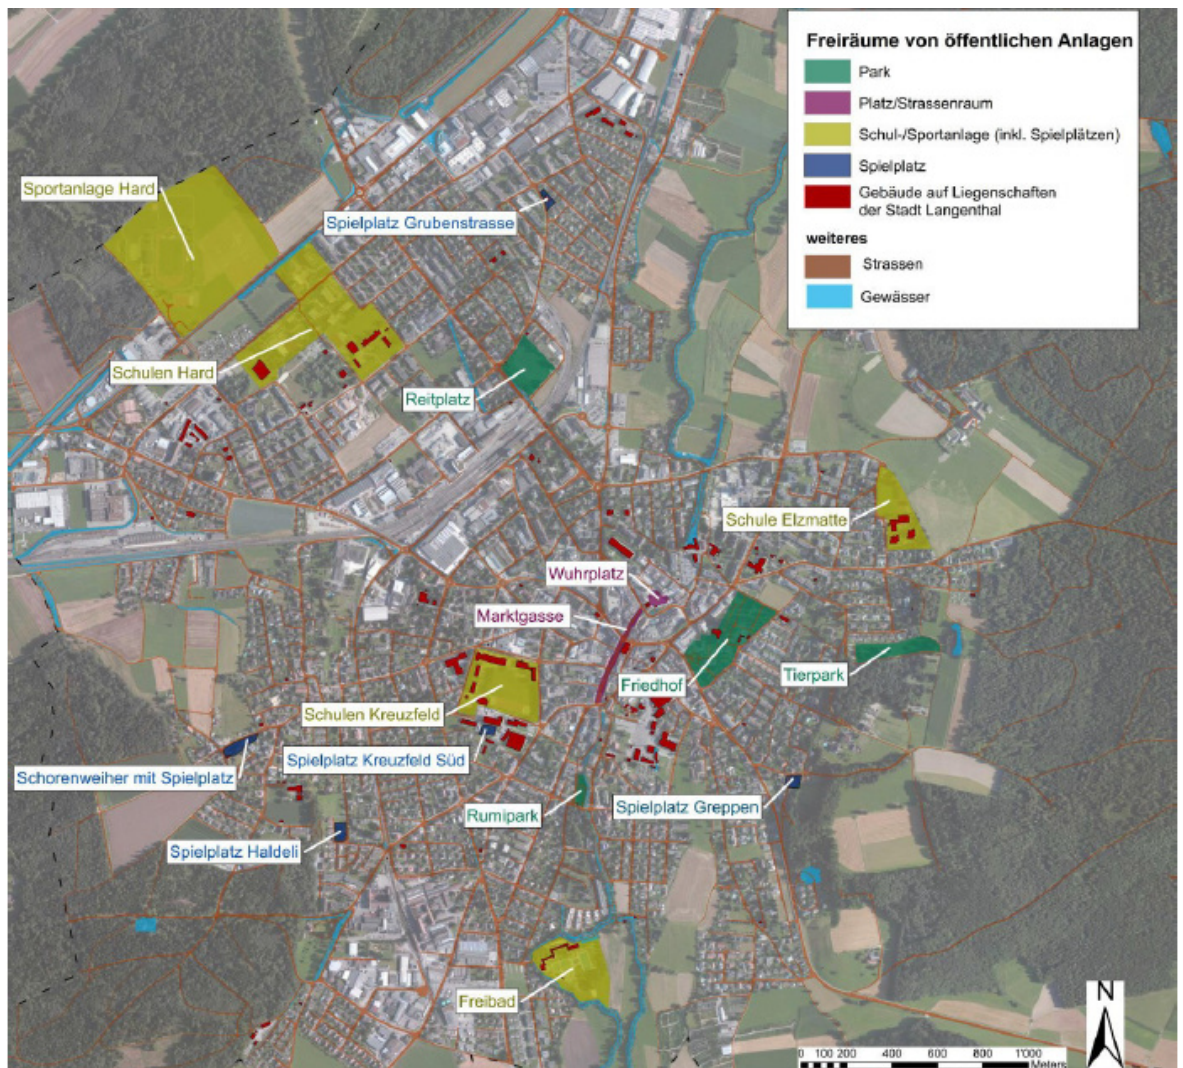 Freiräume von öffentlichen Anlagen
Park
Platz/Strassenraum
Schul-/Sportanlage (inkl. Spielplätzen)
Spielplatz
Gebäude auf Liegenschaften
der Stadt Langenthal
weiteres
Strassen
Gewässer
Sportanlage Hard
Spielplatz Grubenstrasse
Schulen Hard
Reitplatz
Schule Elzmatte
Wuhrplatz
Marktgasse
Friedhof
Tierpark
Schulen Kreuzfeld
Spielplatz Kreuzfeld Süd
Schorenweiher mit Spielplatz
Spielplatz Greppen
Rumipark
Spielplatz Haldeli
Freibad
N
0 100 200 400 600 800 1'000
Meters